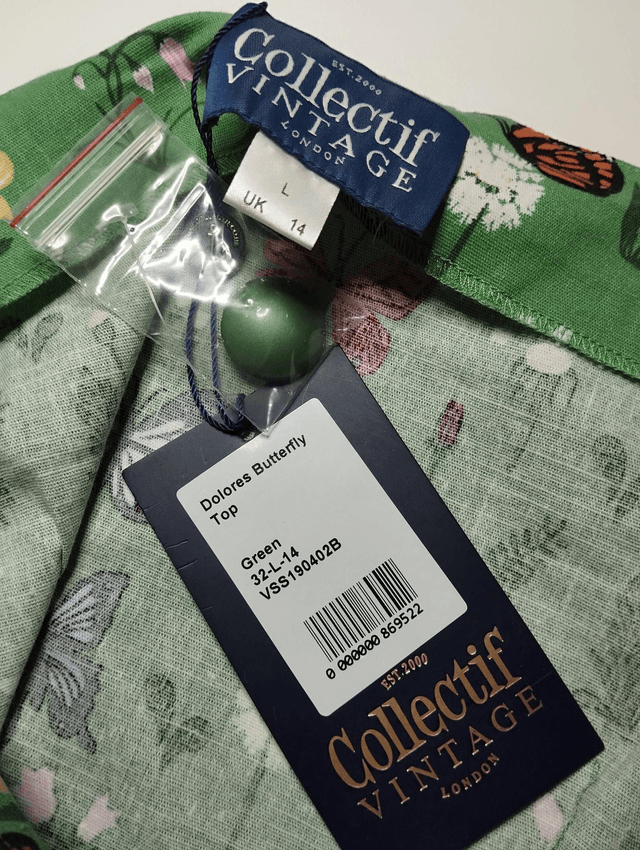 EST.2000
Collectif
VINTAGE
LONDON
L
UK 14
Dolores Butterfly
Top
Green
32-L-14
VSS190402B
0 000000 869522
EST.2000
Collectif
VINTAGE
LONDON